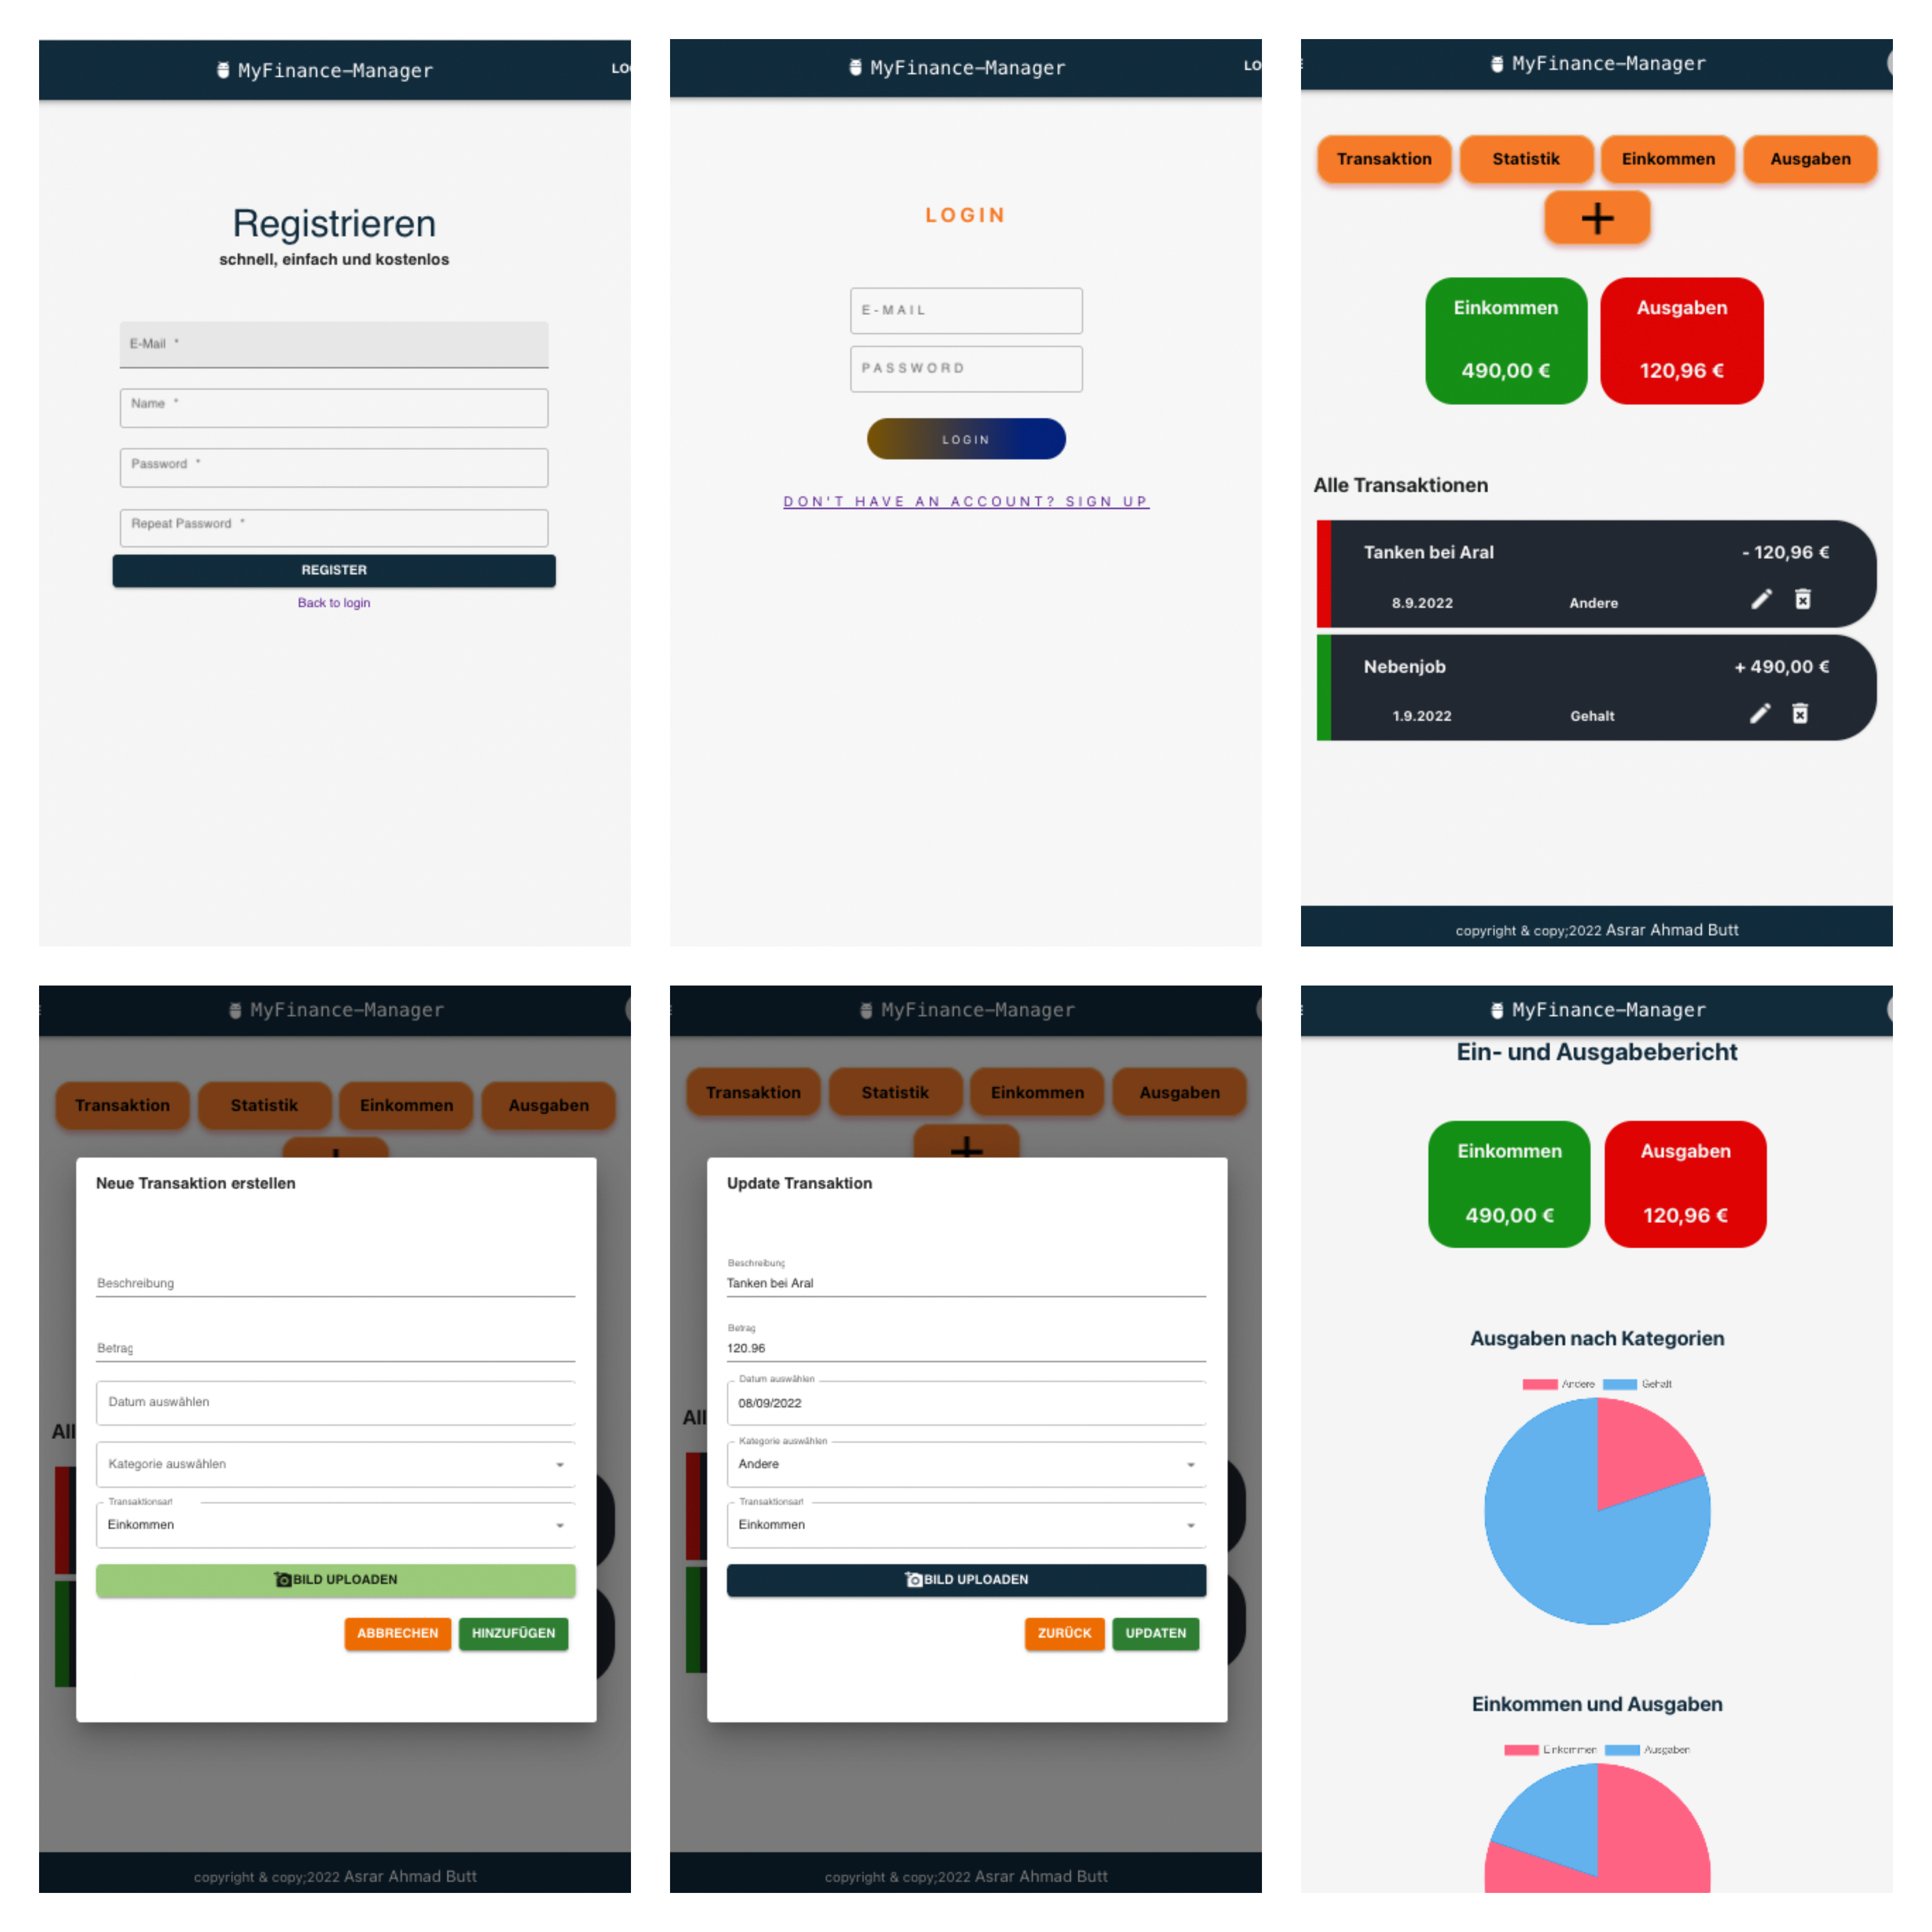 MyFinance-Manager
LO
Registrieren
schnell, einfach und kostenlos
E-Mail *
Name *
Password *
Repeat Password *
REGISTER
Back to login
MyFinance-Manager
LO
LOGIN
E-MAIL
PASSWORD
LOGIN
DON'T HAVE AN ACCOUNT? SIGN UP
MyFinance-Manager
Transaktion Statistik Einkommen Ausgaben
+
Einkommen Ausgaben
490,00 € 120,96 €
Alle Transaktionen
Tanken bei Aral - 120,96 €
8.9.2022 Andere
Nebenjob + 490,00 €
1.9.2022 Gehalt
copyright & copy;2022 Asrar Ahmad Butt
MyFinance-Manager
Transaktion Statistik Einkommen Ausgaben
Neue Transaktion erstellen
Beschreibung
Betrag
Datum auswählen
All
Kategorie auswählen
Transaktionsart
Einkommen
BILD UPLOADEN
ABBRECHEN HINZUFÜGEN
copyright & copy;2022 Asrar Ahmad Butt
MyFinance-Manager
Transaktion Statistik Einkommen Ausgaben
+
Update Transaktion
Beschreibung
Tanken bei Aral
Betrag
120.96
Datum auswählen
08/09/2022
All
Kategorie auswählen
Andere
Transaktionsart
Einkommen
BILD UPLOADEN
ZURÜCK UPDATEN
copyright & copy;2022 Asrar Ahmad Butt
MyFinance-Manager
Ein- und Ausgabebericht
Einkommen Ausgaben
490,00 € 120,96 €
Ausgaben nach Kategorien
Andere Gehalt
Einkommen und Ausgaben
Einkommen Ausgaben